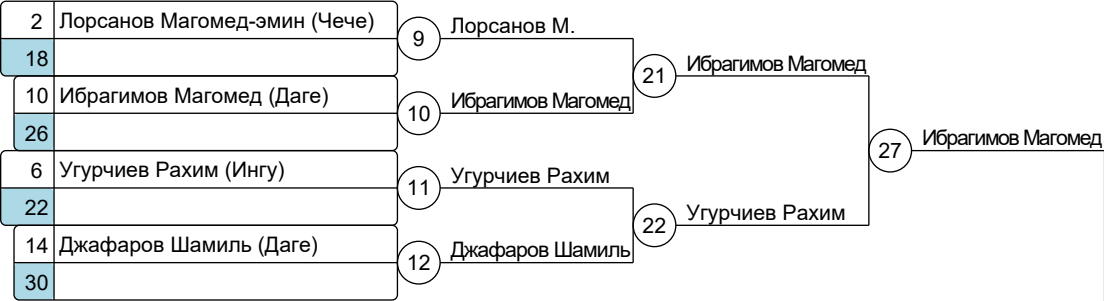 2 Лорсанов Магомед-эмин (Чече)
18
9 Лорсанов М.
10 Ибрагимов Магомед (Даге)
26
10 Ибрагимов Магомед
21 Ибрагимов Магомед
6 Угурчиев Рахим (Ингу)
22
11 Угурчиев Рахим
14 Джафаров Шамиль (Даге)
30
12 Джафаров Шамиль
22 Угурчиев Рахим
27 Ибрагимов Магомед